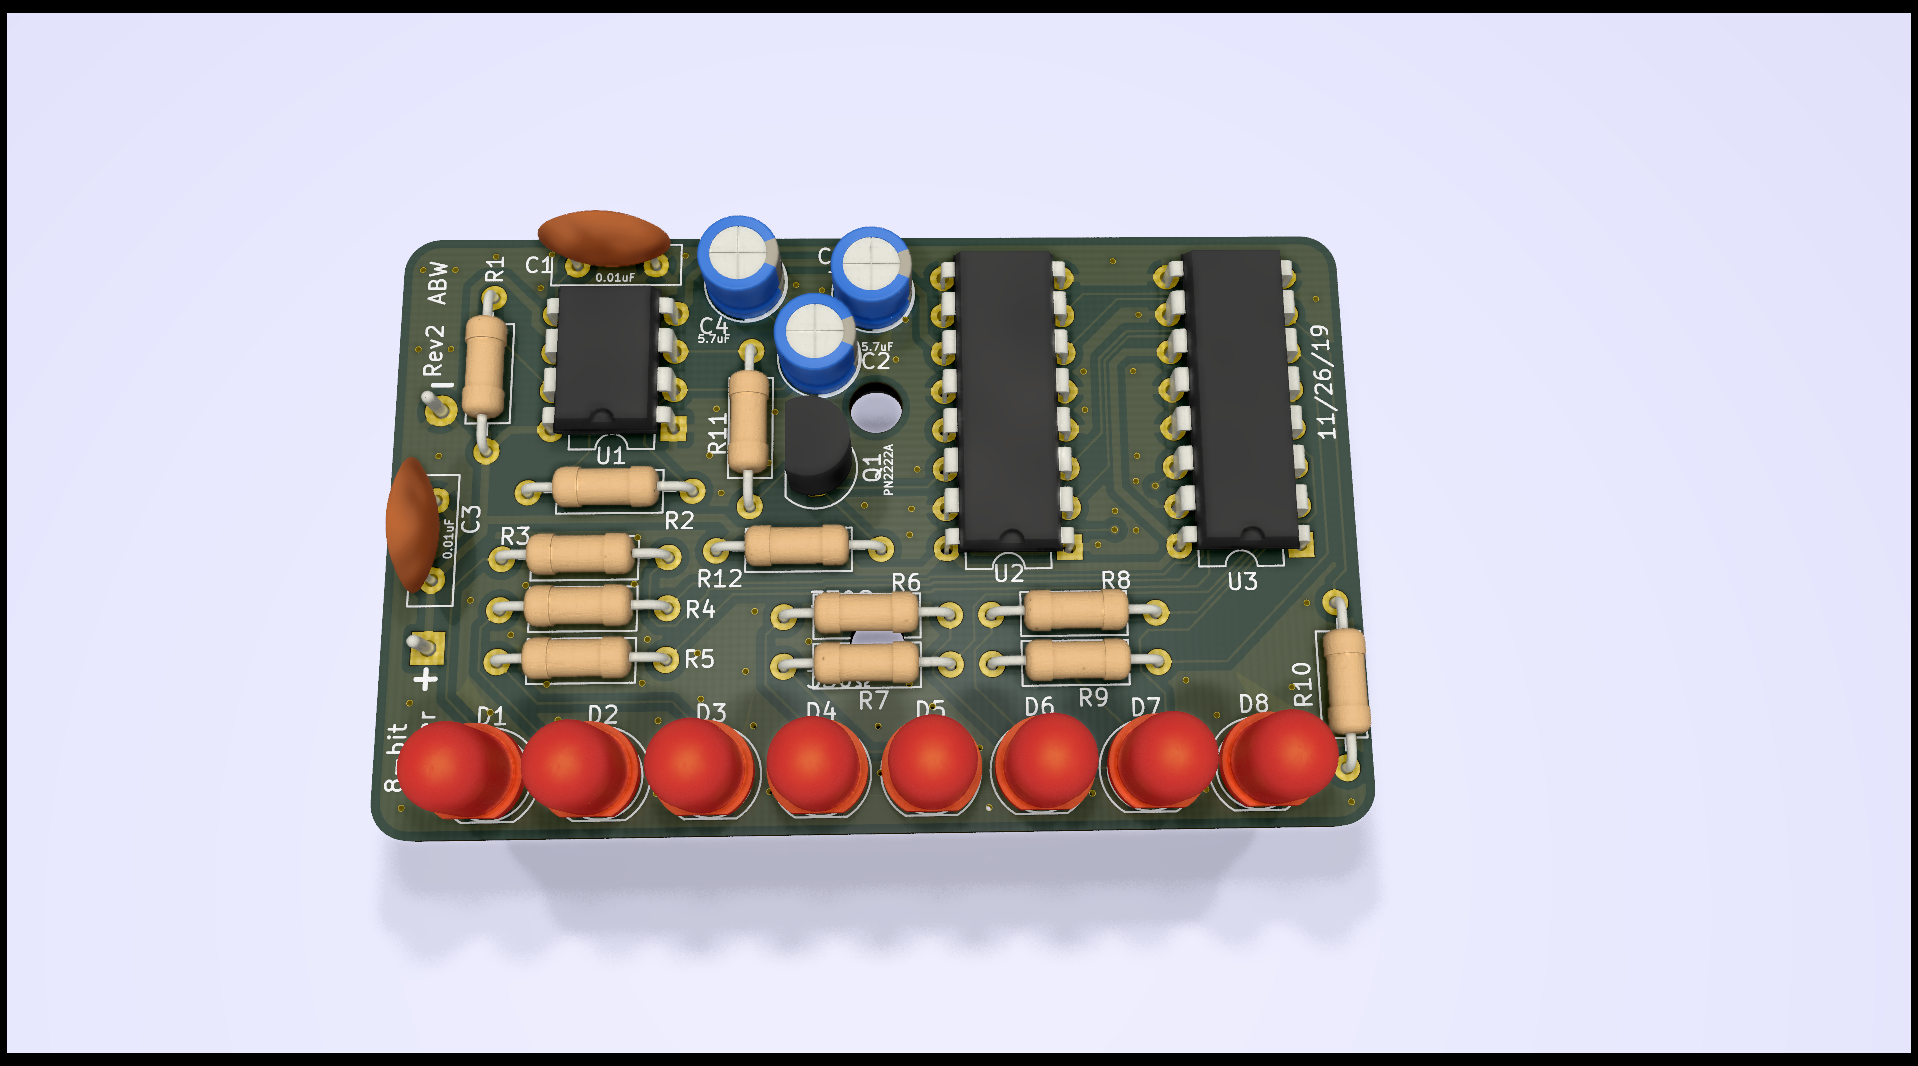 ABW
Rev2
R1
C1
0.01uF
C4
5.7uF
C
5.7uF
C2
11/26/19
U1
R11
Q1
PN2222A
R2
C3
0.01uF
R3
R12
R4
R5
R6
R7
R8
R9
U2
U3
R10
+
8-bit
D1
D2
D3
D4
D5
D6
D7
D8